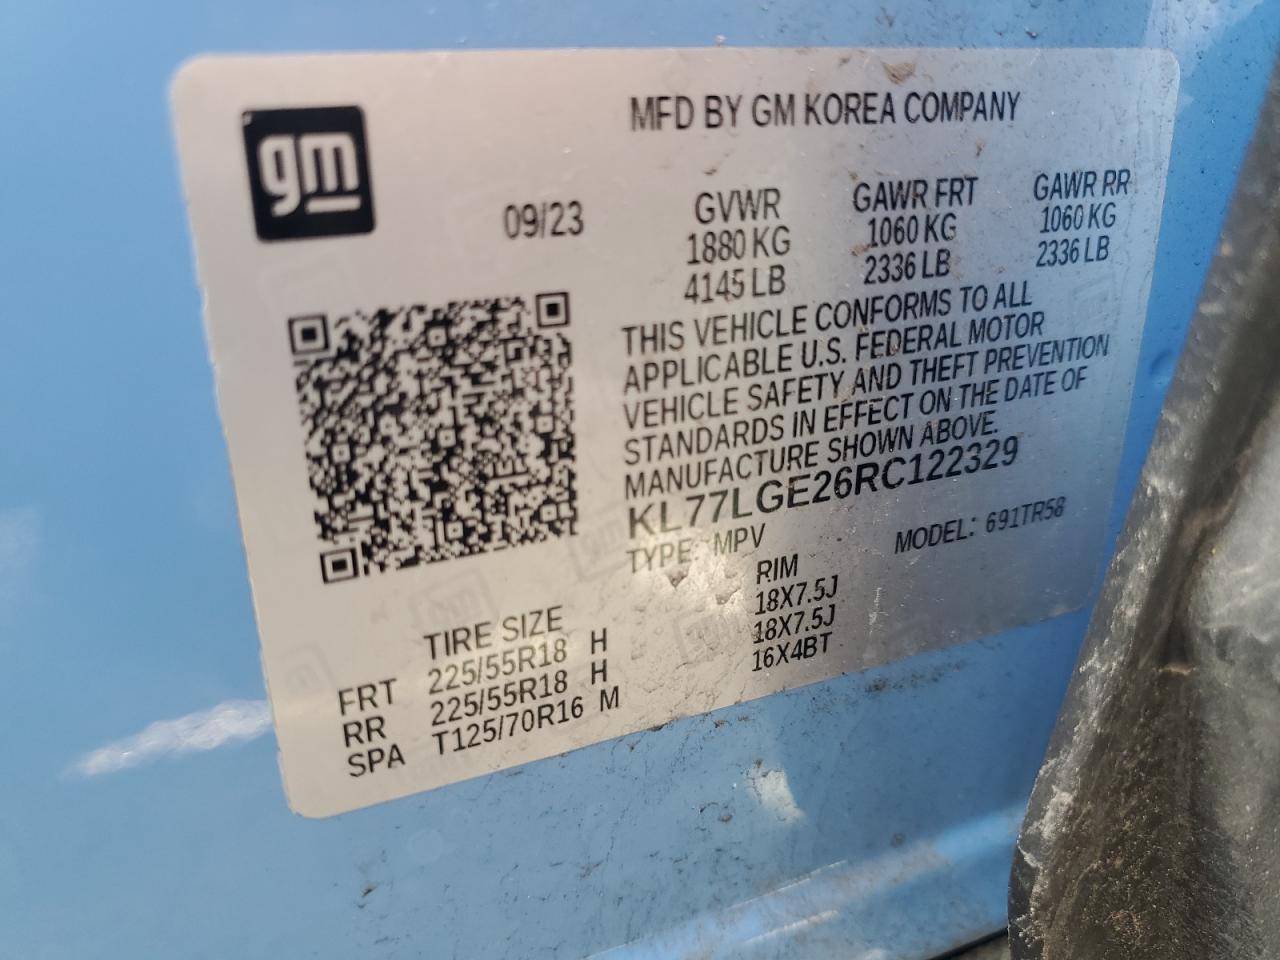 gm
MFD BY GM KOREA COMPANY
09/23
GVWR GAWR FRT GAWR RR
1880 KG 1060 KG 1060 KG
4145 LB 2336 LB 2336 LB
THIS VEHICLE CONFORMS TO ALL
APPLICABLE U.S. FEDERAL MOTOR
VEHICLE SAFETY AND THEFT PREVENTION
STANDARDS IN EFFECT ON THE DATE OF
MANUFACTURE SHOWN ABOVE.
KL77LGE26RC122329
TYPE: MPV MODEL: 691TR58
TIRE SIZE RIM
FRT 225/55R18 H 18X7.5J
RR 225/55R18 H 18X7.5J
SPA T125/70R16 M 16X4BT